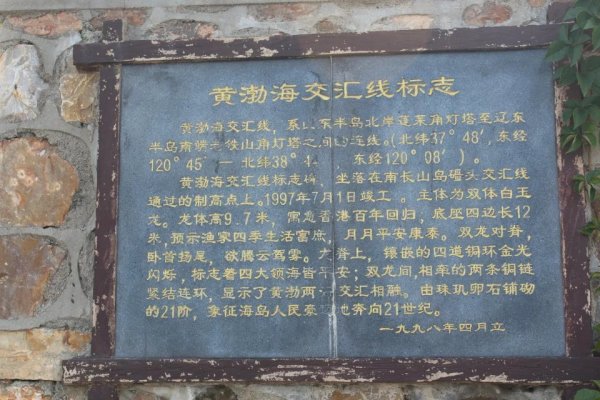 黄渤海交汇线标志
黄渤海交汇线，系山东半岛北岸蓬莱角灯塔至辽东
半岛南端老铁山角灯塔之间的连线。(北纬37°48′,东经
120°45′ — 北纬38°4 ，东经120°08′)。
黄渤海交汇线标志 ，坐落在南长山岛 头交汇线
通过的制高点上。1997年7月1日竣工。主体为双体白玉
龙。龙体高9.7米，寓意香港百年回归，底座四边长12
米,预示渔家四季生活富庶，月月平安康泰。双龙对脊，
卧首扬尾，欲腾云驾雾。 脊上，镶嵌的四道铜环金光
闪烁，标志着四大领海皆平安；双龙间,相牵的两条铜链
紧结连环，显示了黄渤两 交汇相融。由珠玑卵石铺砌
的21阶，象征海岛人民豪 地奔向21世纪。
一九九八年四月立